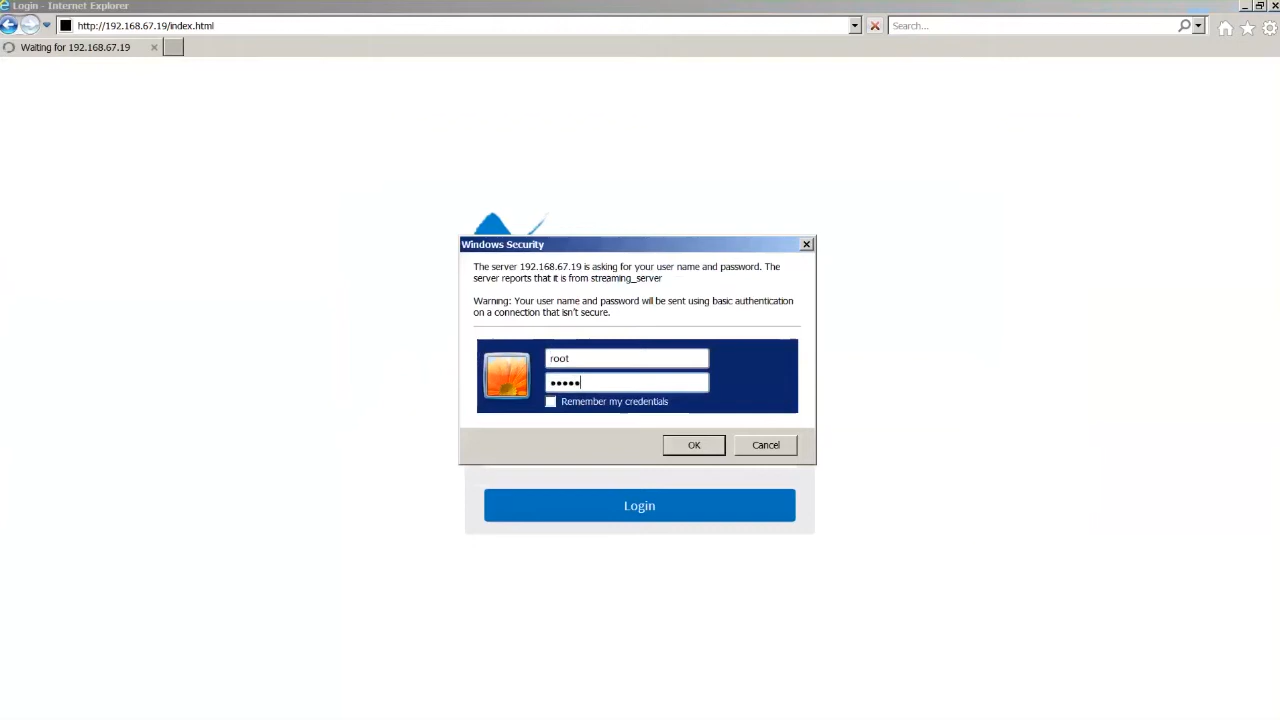 Login - Internet Explorer
http://192.168.67.19/index.html
Search...
Waiting for 192.168.67.19
Windows Security
The server 192.168.67.19 is asking for your user name and password. The
server reports that it is from streaming_server
Warning: Your user name and password will be sent using basic authentication
on a connection that isn't secure.
root
•••••
Remember my credentials
OK
Cancel
Login